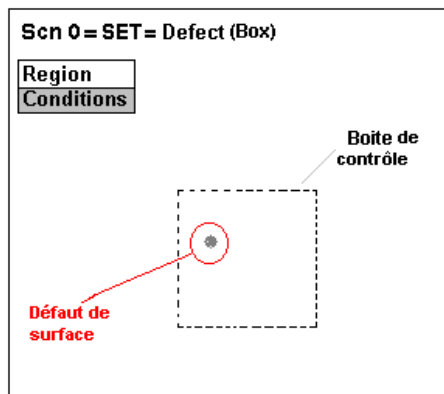 Scn 0 = SET = Defect (Box)
Region
Conditions
Boite de
contrôle
Défaut de
surface